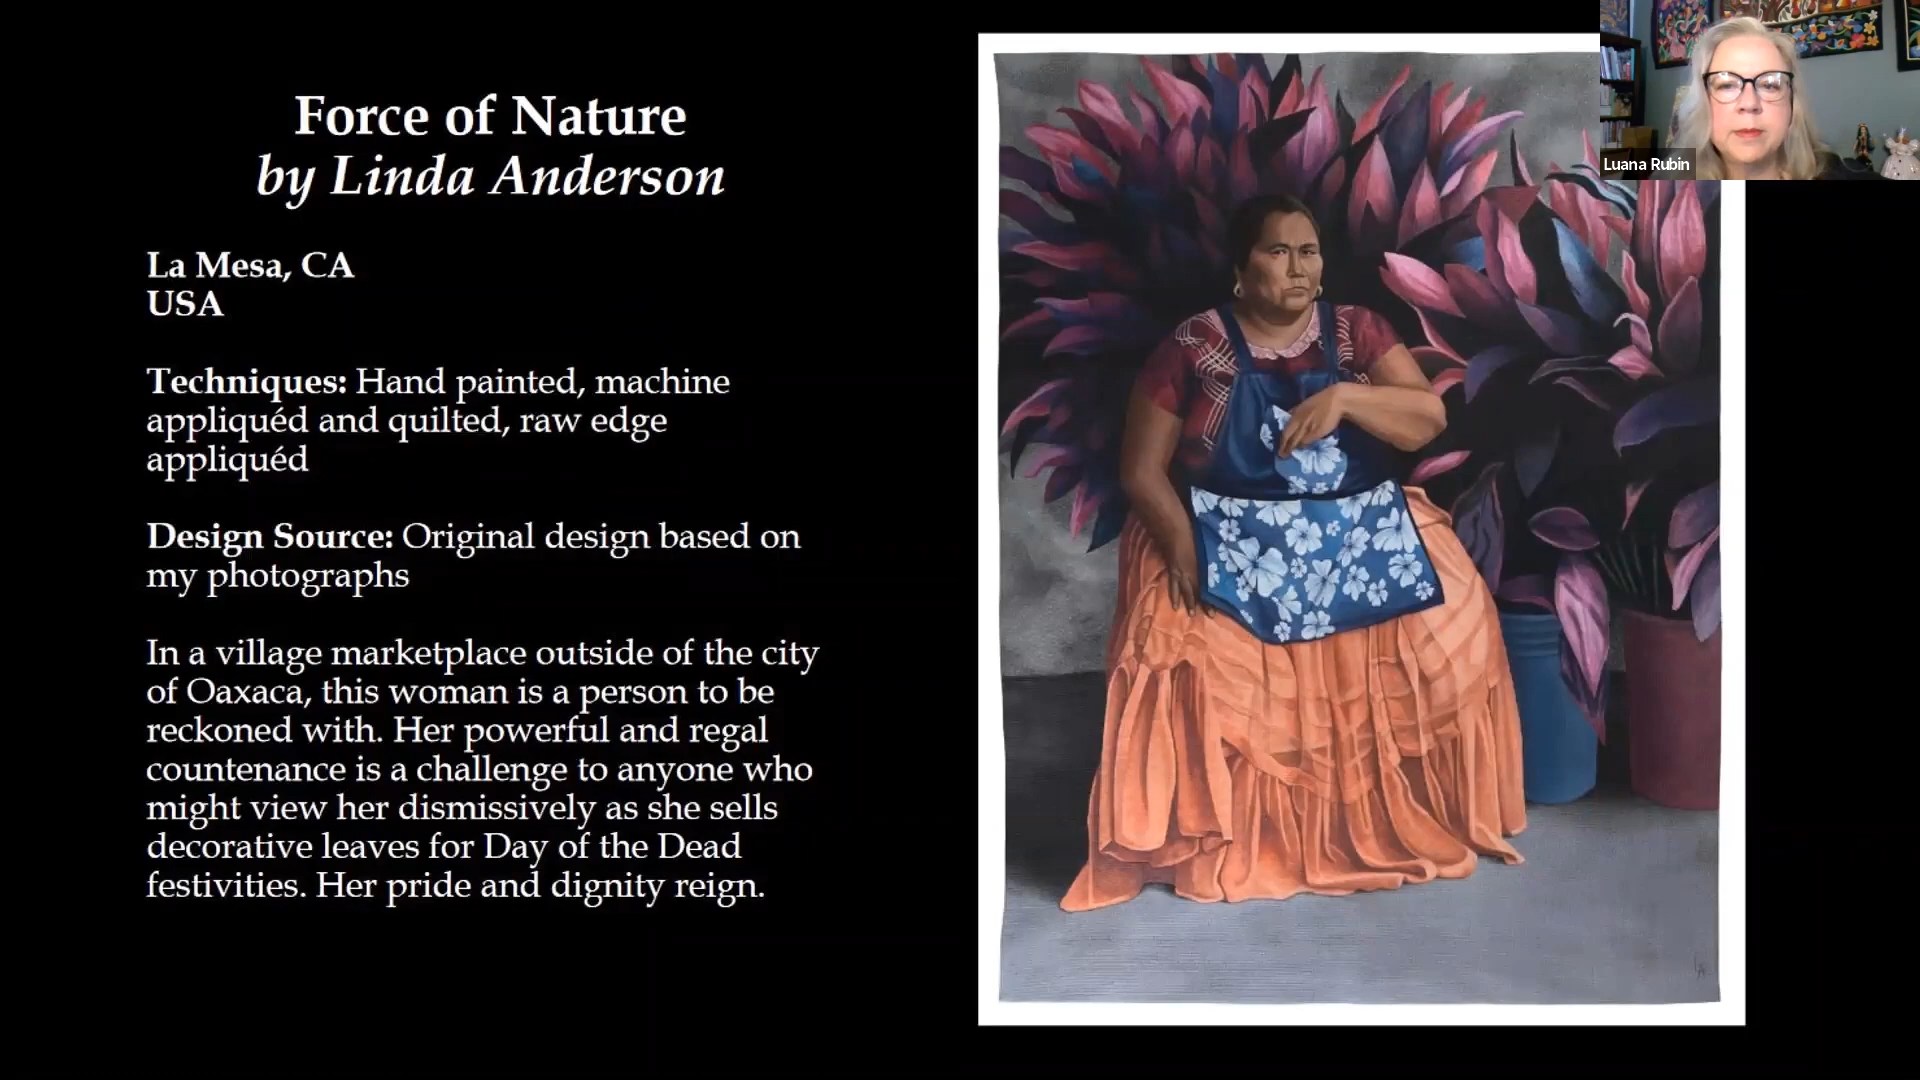 Force of Nature
by Linda Anderson
La Mesa, CA
USA
Techniques: Hand painted, machine
appliquéd and quilted, raw edge
appliquéd
Design Source: Original design based on
my photographs
In a village marketplace outside of the city
of Oaxaca, this woman is a person to be
reckoned with. Her powerful and regal
countenance is a challenge to anyone who
might view her dismissively as she sells
decorative leaves for Day of the Dead
festivities. Her pride and dignity reign.
Luana Rubin
LA